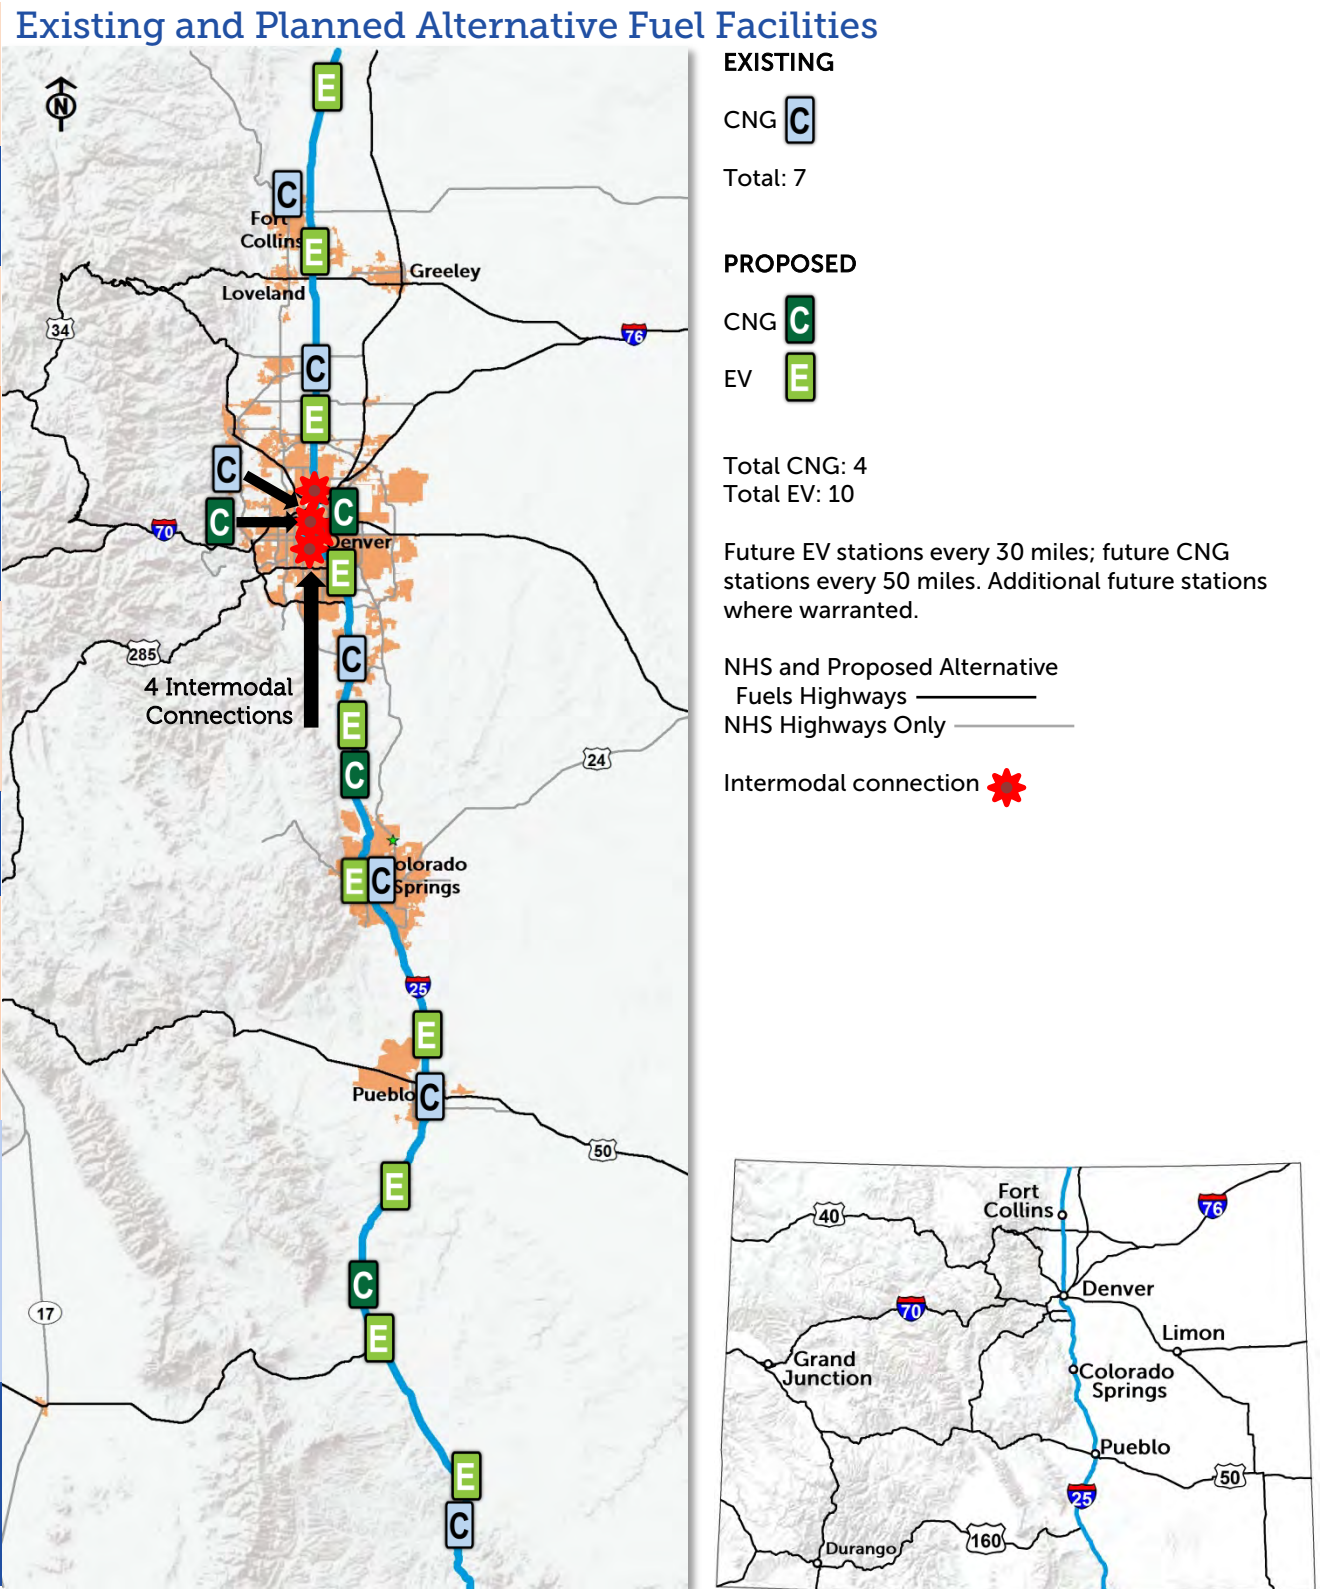 Existing and Planned Alternative Fuel Facilities
N
E
C
Fort
Collins
E
Greeley
Loveland
34
76
C
E
C
C
C
70
Denver
E
285
C
4 Intermodal
Connections
E
24
C
E C
olorado
Springs
25
E
Pueblo
C
50
E
C
17
E
E
C
EXISTING
CNG C
Total: 7
PROPOSED
CNG C
EV E
Total CNG: 4
Total EV: 10
Future EV stations every 30 miles; future CNG
stations every 50 miles. Additional future stations
where warranted.
NHS and Proposed Alternative
Fuels Highways
NHS Highways Only
Intermodal connection
Fort
Collins
40
76
Denver
70
Limon
Grand
Junction
Colorado
Springs
Pueblo
50
25
160
Durango